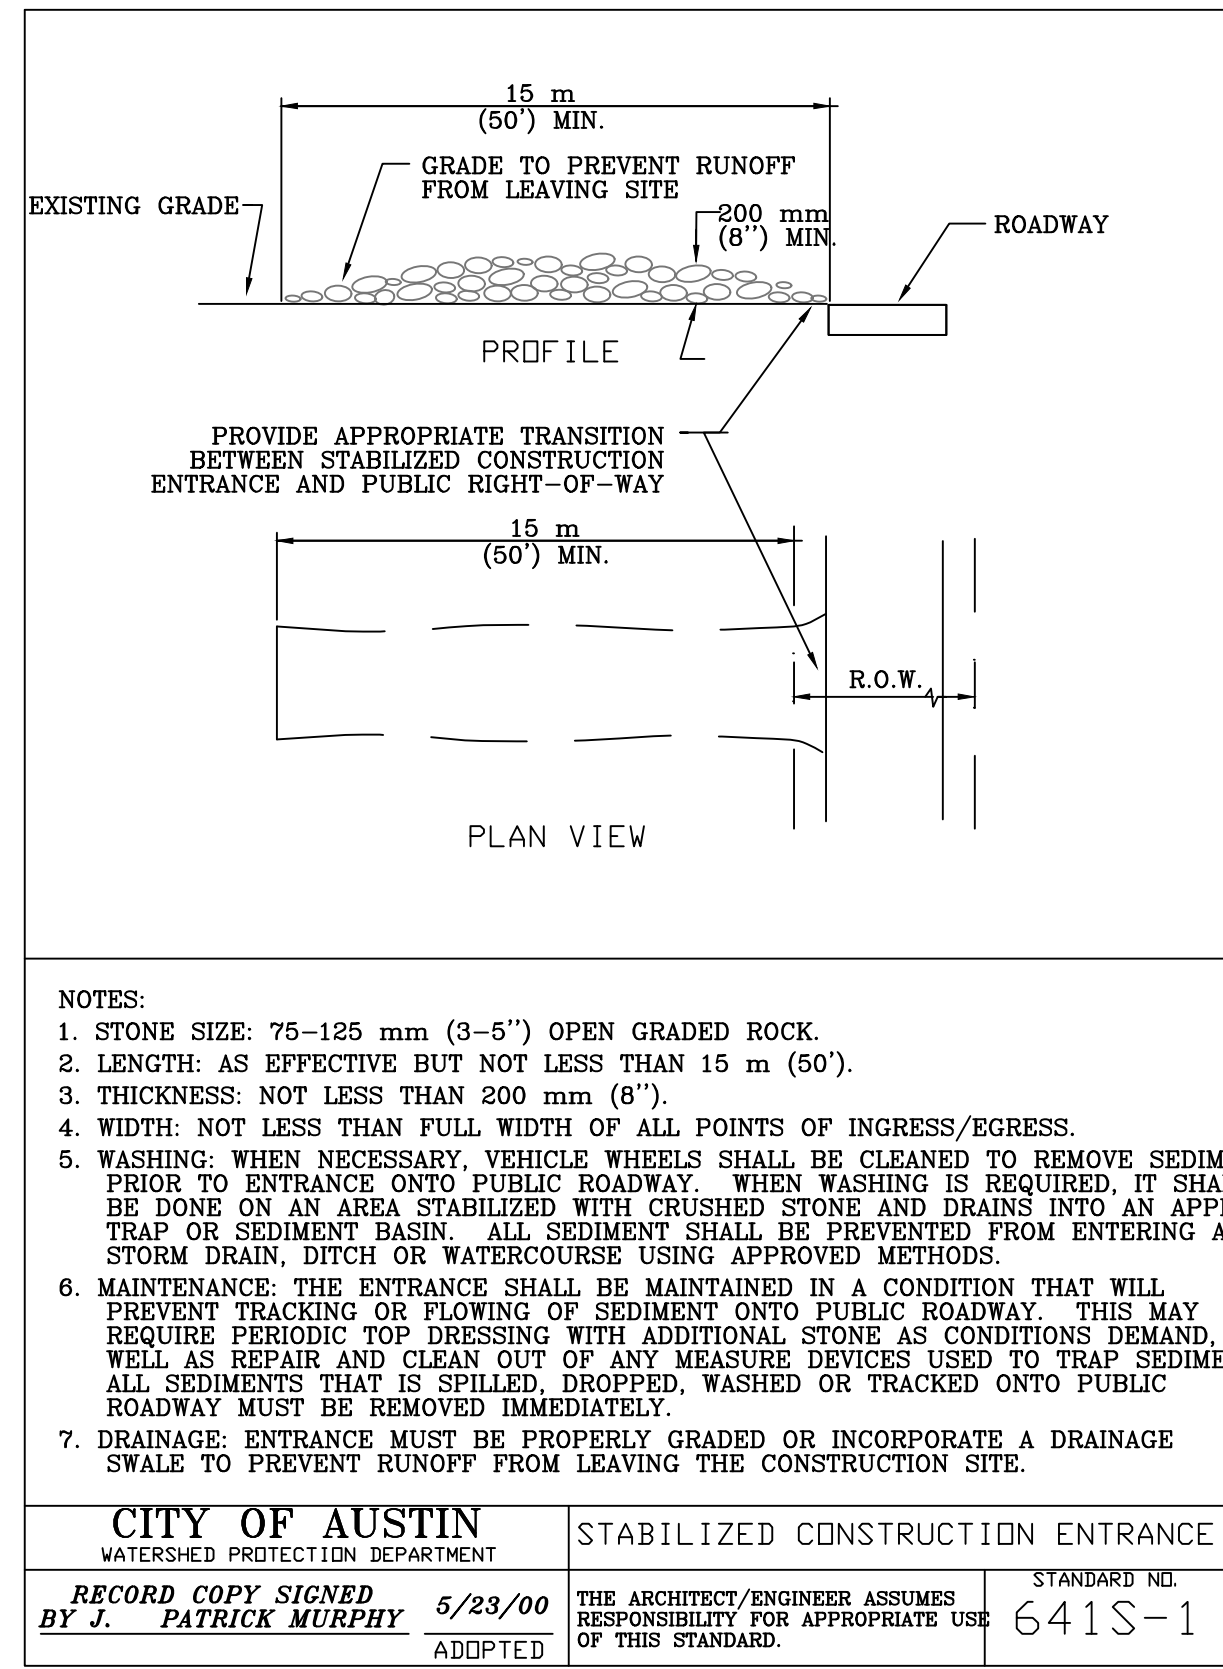 15 m
(50') MIN.
GRADE TO PREVENT RUNOFF
FROM LEAVING SITE
EXISTING GRADE
200 mm
(8'') MIN.
ROADWAY
PROFILE
PROVIDE APPROPRIATE TRANSITION
BETWEEN STABILIZED CONSTRUCTION
ENTRANCE AND PUBLIC RIGHT-OF-WAY
15 m
(50') MIN.
R.O.W.
PLAN VIEW
NOTES:
1. STONE SIZE: 75-125 mm (3-5'') OPEN GRADED ROCK.
2. LENGTH: AS EFFECTIVE BUT NOT LESS THAN 15 m (50').
3. THICKNESS: NOT LESS THAN 200 mm (8'').
4. WIDTH: NOT LESS THAN FULL WIDTH OF ALL POINTS OF INGRESS/EGRESS.
5. WASHING: WHEN NECESSARY, VEHICLE WHEELS SHALL BE CLEANED TO REMOVE SEDIM
PRIOR TO ENTRANCE ONTO PUBLIC ROADWAY. WHEN WASHING IS REQUIRED, IT SHA
BE DONE ON AN AREA STABILIZED WITH CRUSHED STONE AND DRAINS INTO AN APP
TRAP OR SEDIMENT BASIN. ALL SEDIMENT SHALL BE PREVENTED FROM ENTERING A
STORM DRAIN, DITCH OR WATERCOURSE USING APPROVED METHODS.
6. MAINTENANCE: THE ENTRANCE SHALL BE MAINTAINED IN A CONDITION THAT WILL
PREVENT TRACKING OR FLOWING OF SEDIMENT ONTO PUBLIC ROADWAY. THIS MAY
REQUIRE PERIODIC TOP DRESSING WITH ADDITIONAL STONE AS CONDITIONS DEMAND,
WELL AS REPAIR AND CLEAN OUT OF ANY MEASURE DEVICES USED TO TRAP SEDIME
ALL SEDIMENTS THAT IS SPILLED, DROPPED, WASHED OR TRACKED ONTO PUBLIC
ROADWAY MUST BE REMOVED IMMEDIATELY.
7. DRAINAGE: ENTRANCE MUST BE PROPERLY GRADED OR INCORPORATE A DRAINAGE
SWALE TO PREVENT RUNOFF FROM LEAVING THE CONSTRUCTION SITE.
CITY OF AUSTIN
WATERSHED PROTECTION DEPARTMENT
STABILIZED CONSTRUCTION ENTRANCE
RECORD COPY SIGNED
BY J. PATRICK MURPHY
5/23/00
ADOPTED
THE ARCHITECT/ENGINEER ASSUMES
RESPONSIBILITY FOR APPROPRIATE USE
OF THIS STANDARD.
STANDARD NO.
641S-1